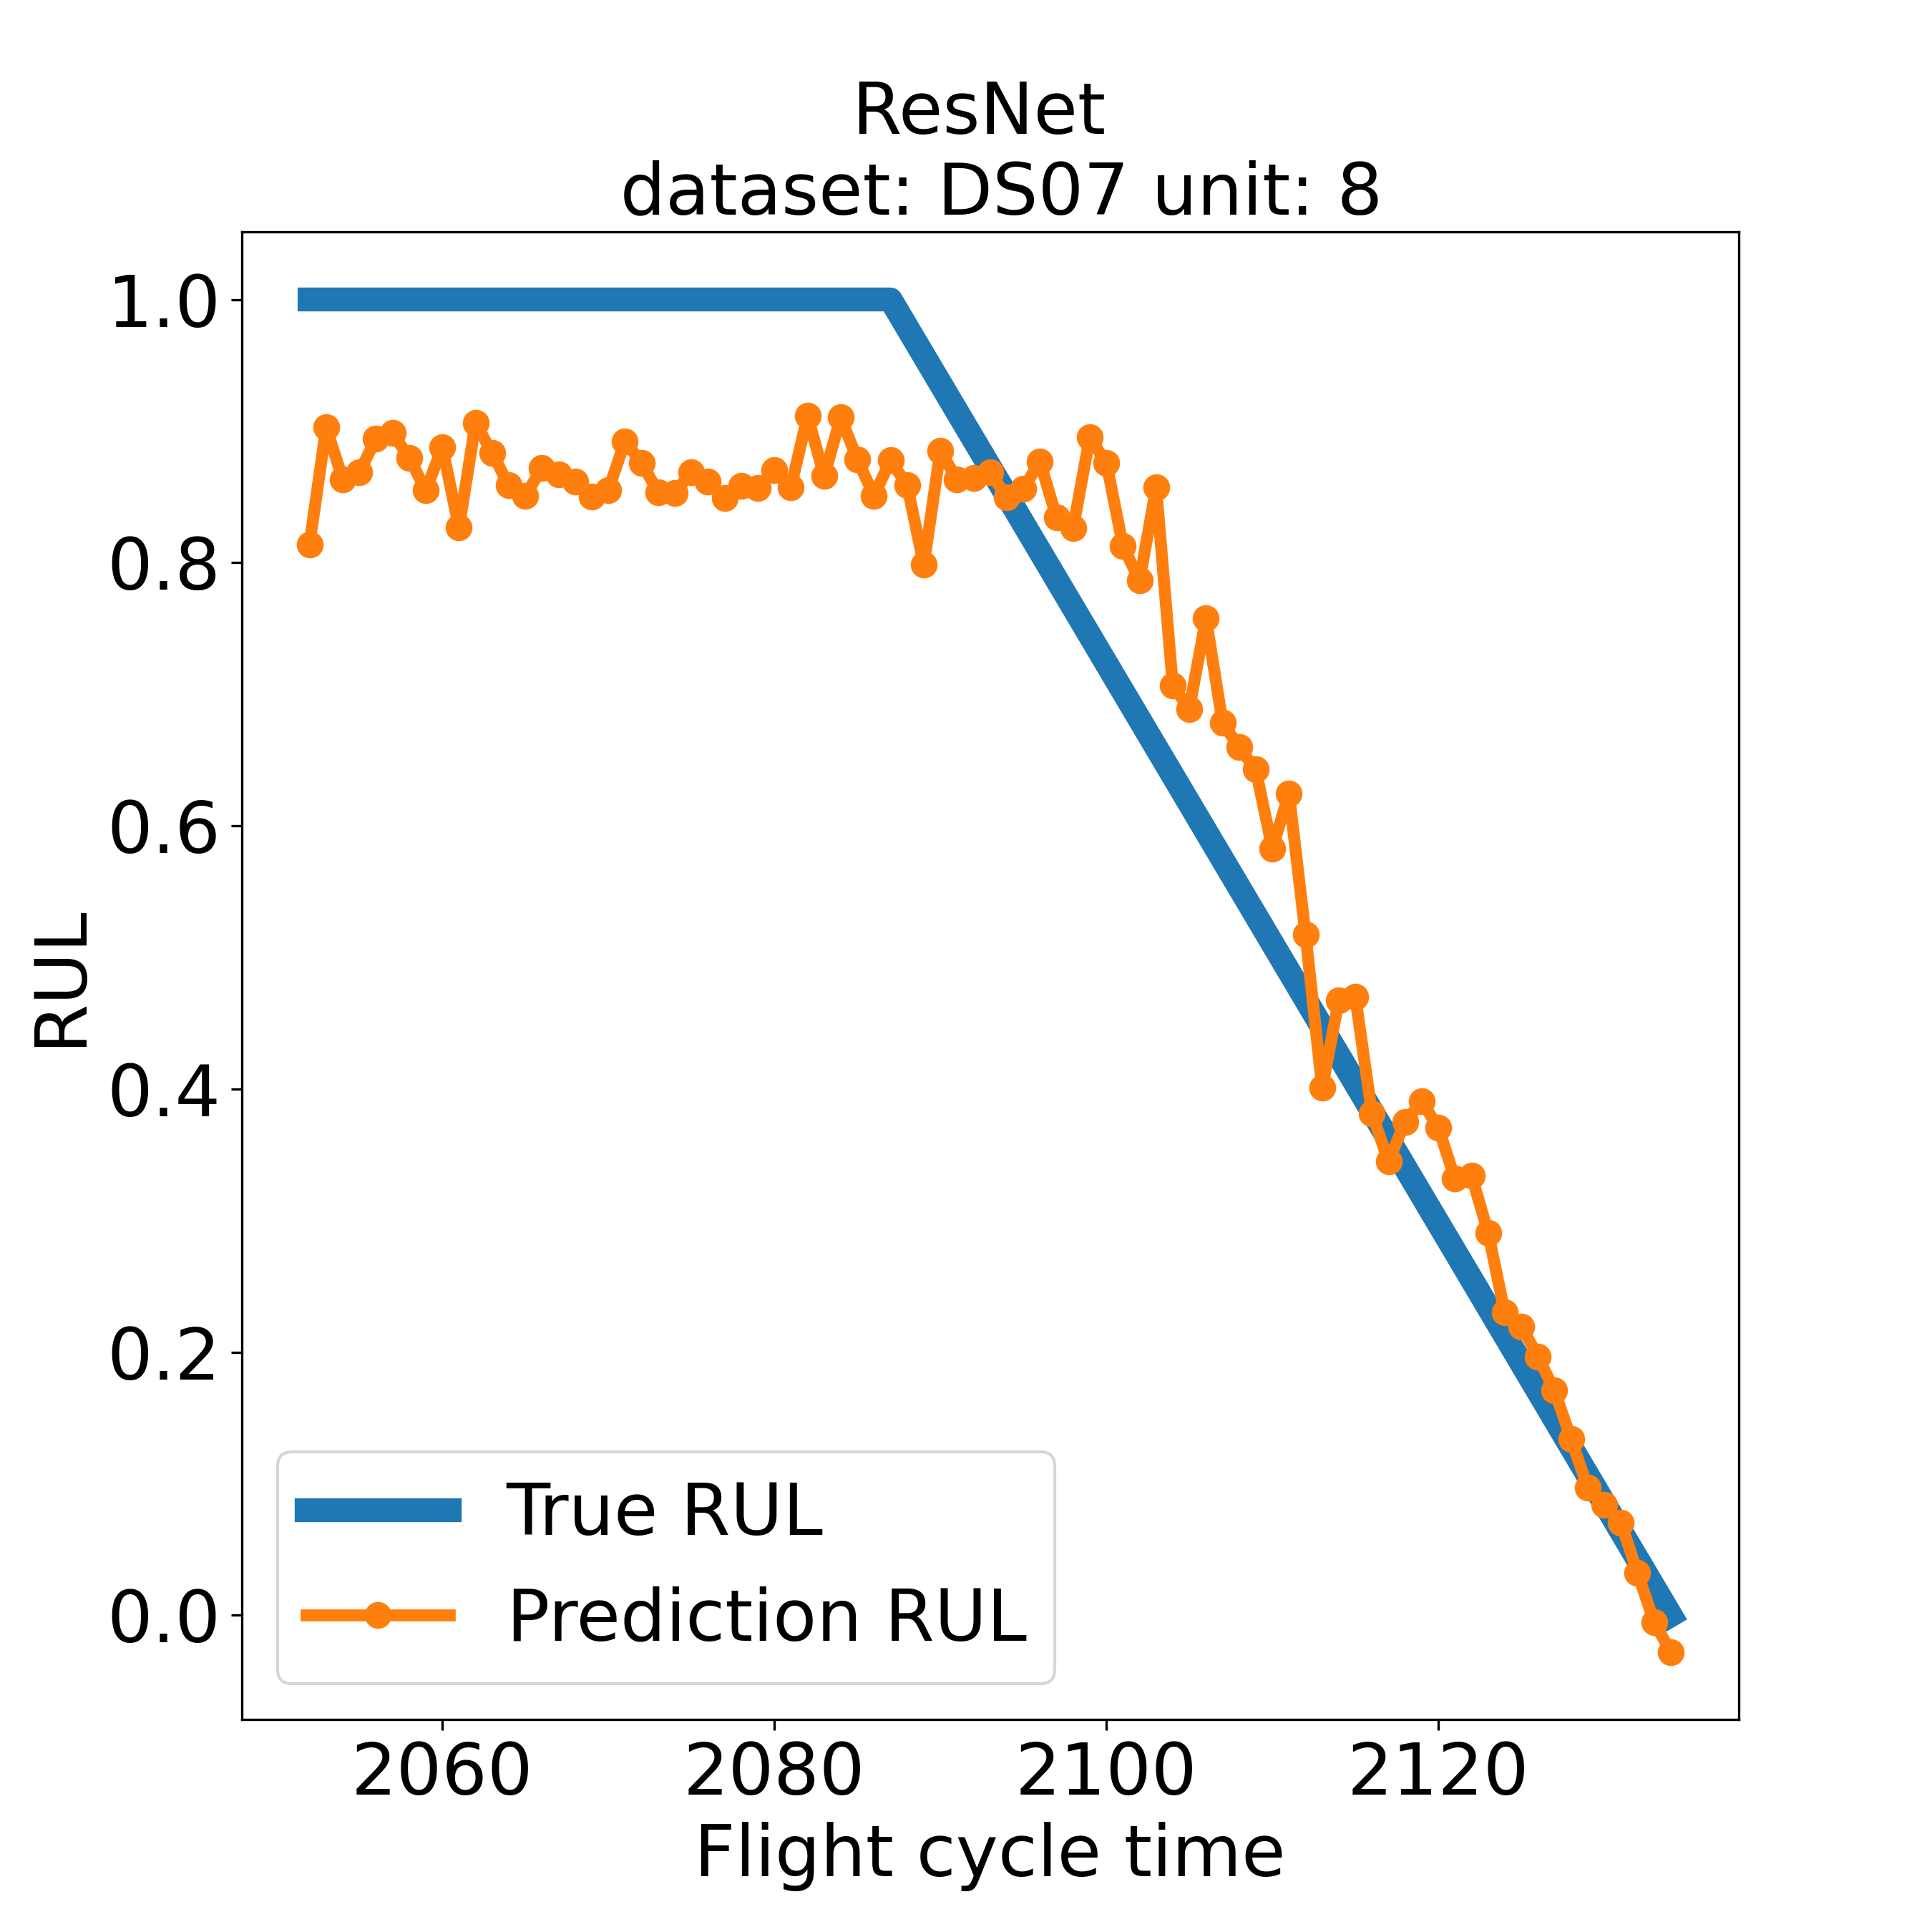 ResNet
dataset: DS07 unit: 8
1.0
0.8
0.6
0.4
0.2
0.0
RUL
True RUL
Prediction RUL
2060 2080 2100 2120
Flight cycle time